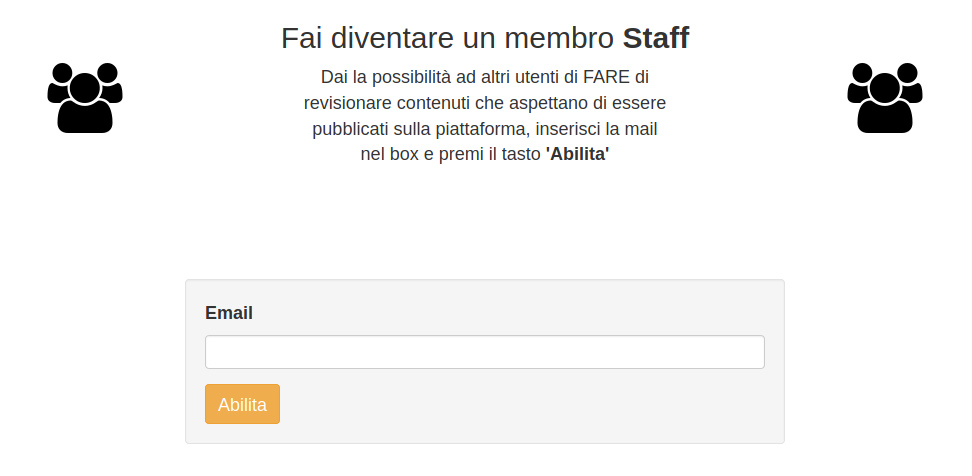 Fai diventare un membro Staff
Dai la possibilità ad altri utenti di FARE di
revisionare contenuti che aspettano di essere
pubblicati sulla piattaforma, inserisci la mail
nel box e premi il tasto 'Abilita'
Email
Abilita